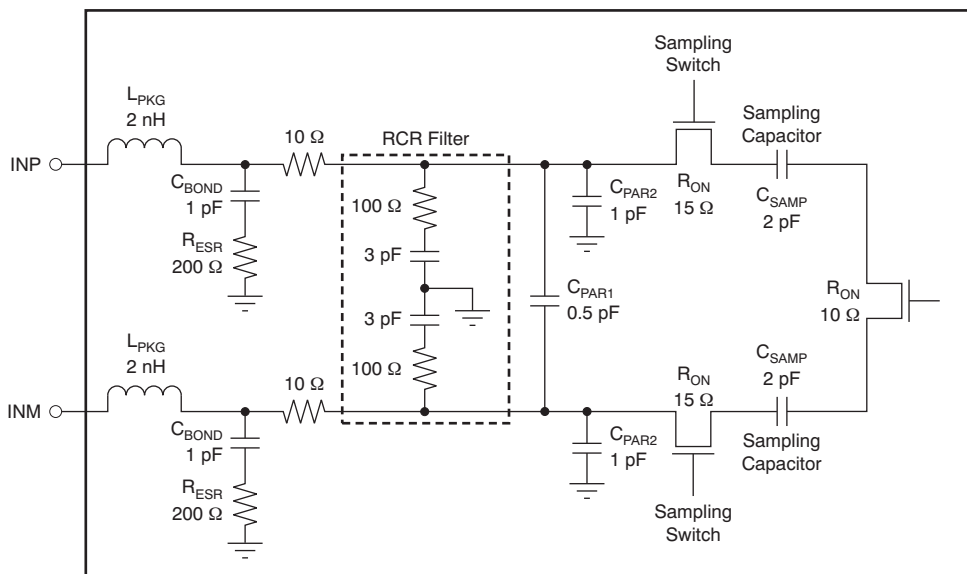 Sampling
Switch
L_PKG
2 nH
RCR Filter
Sampling
Capacitor
10 Ω
INP
C_BOND
1 pF
100 Ω
C_PAR2
1 pF
R_ON
15 Ω
C_SAMP
2 pF
R_ESR
200 Ω
3 pF
C_PAR1
0.5 pF
R_ON
10 Ω
3 pF
L_PKG
2 nH
100 Ω
C_SAMP
2 pF
10 Ω
R_ON
15 Ω
INM
C_BOND
1 pF
C_PAR2
1 pF
Sampling
Capacitor
R_ESR
200 Ω
Sampling
Switch